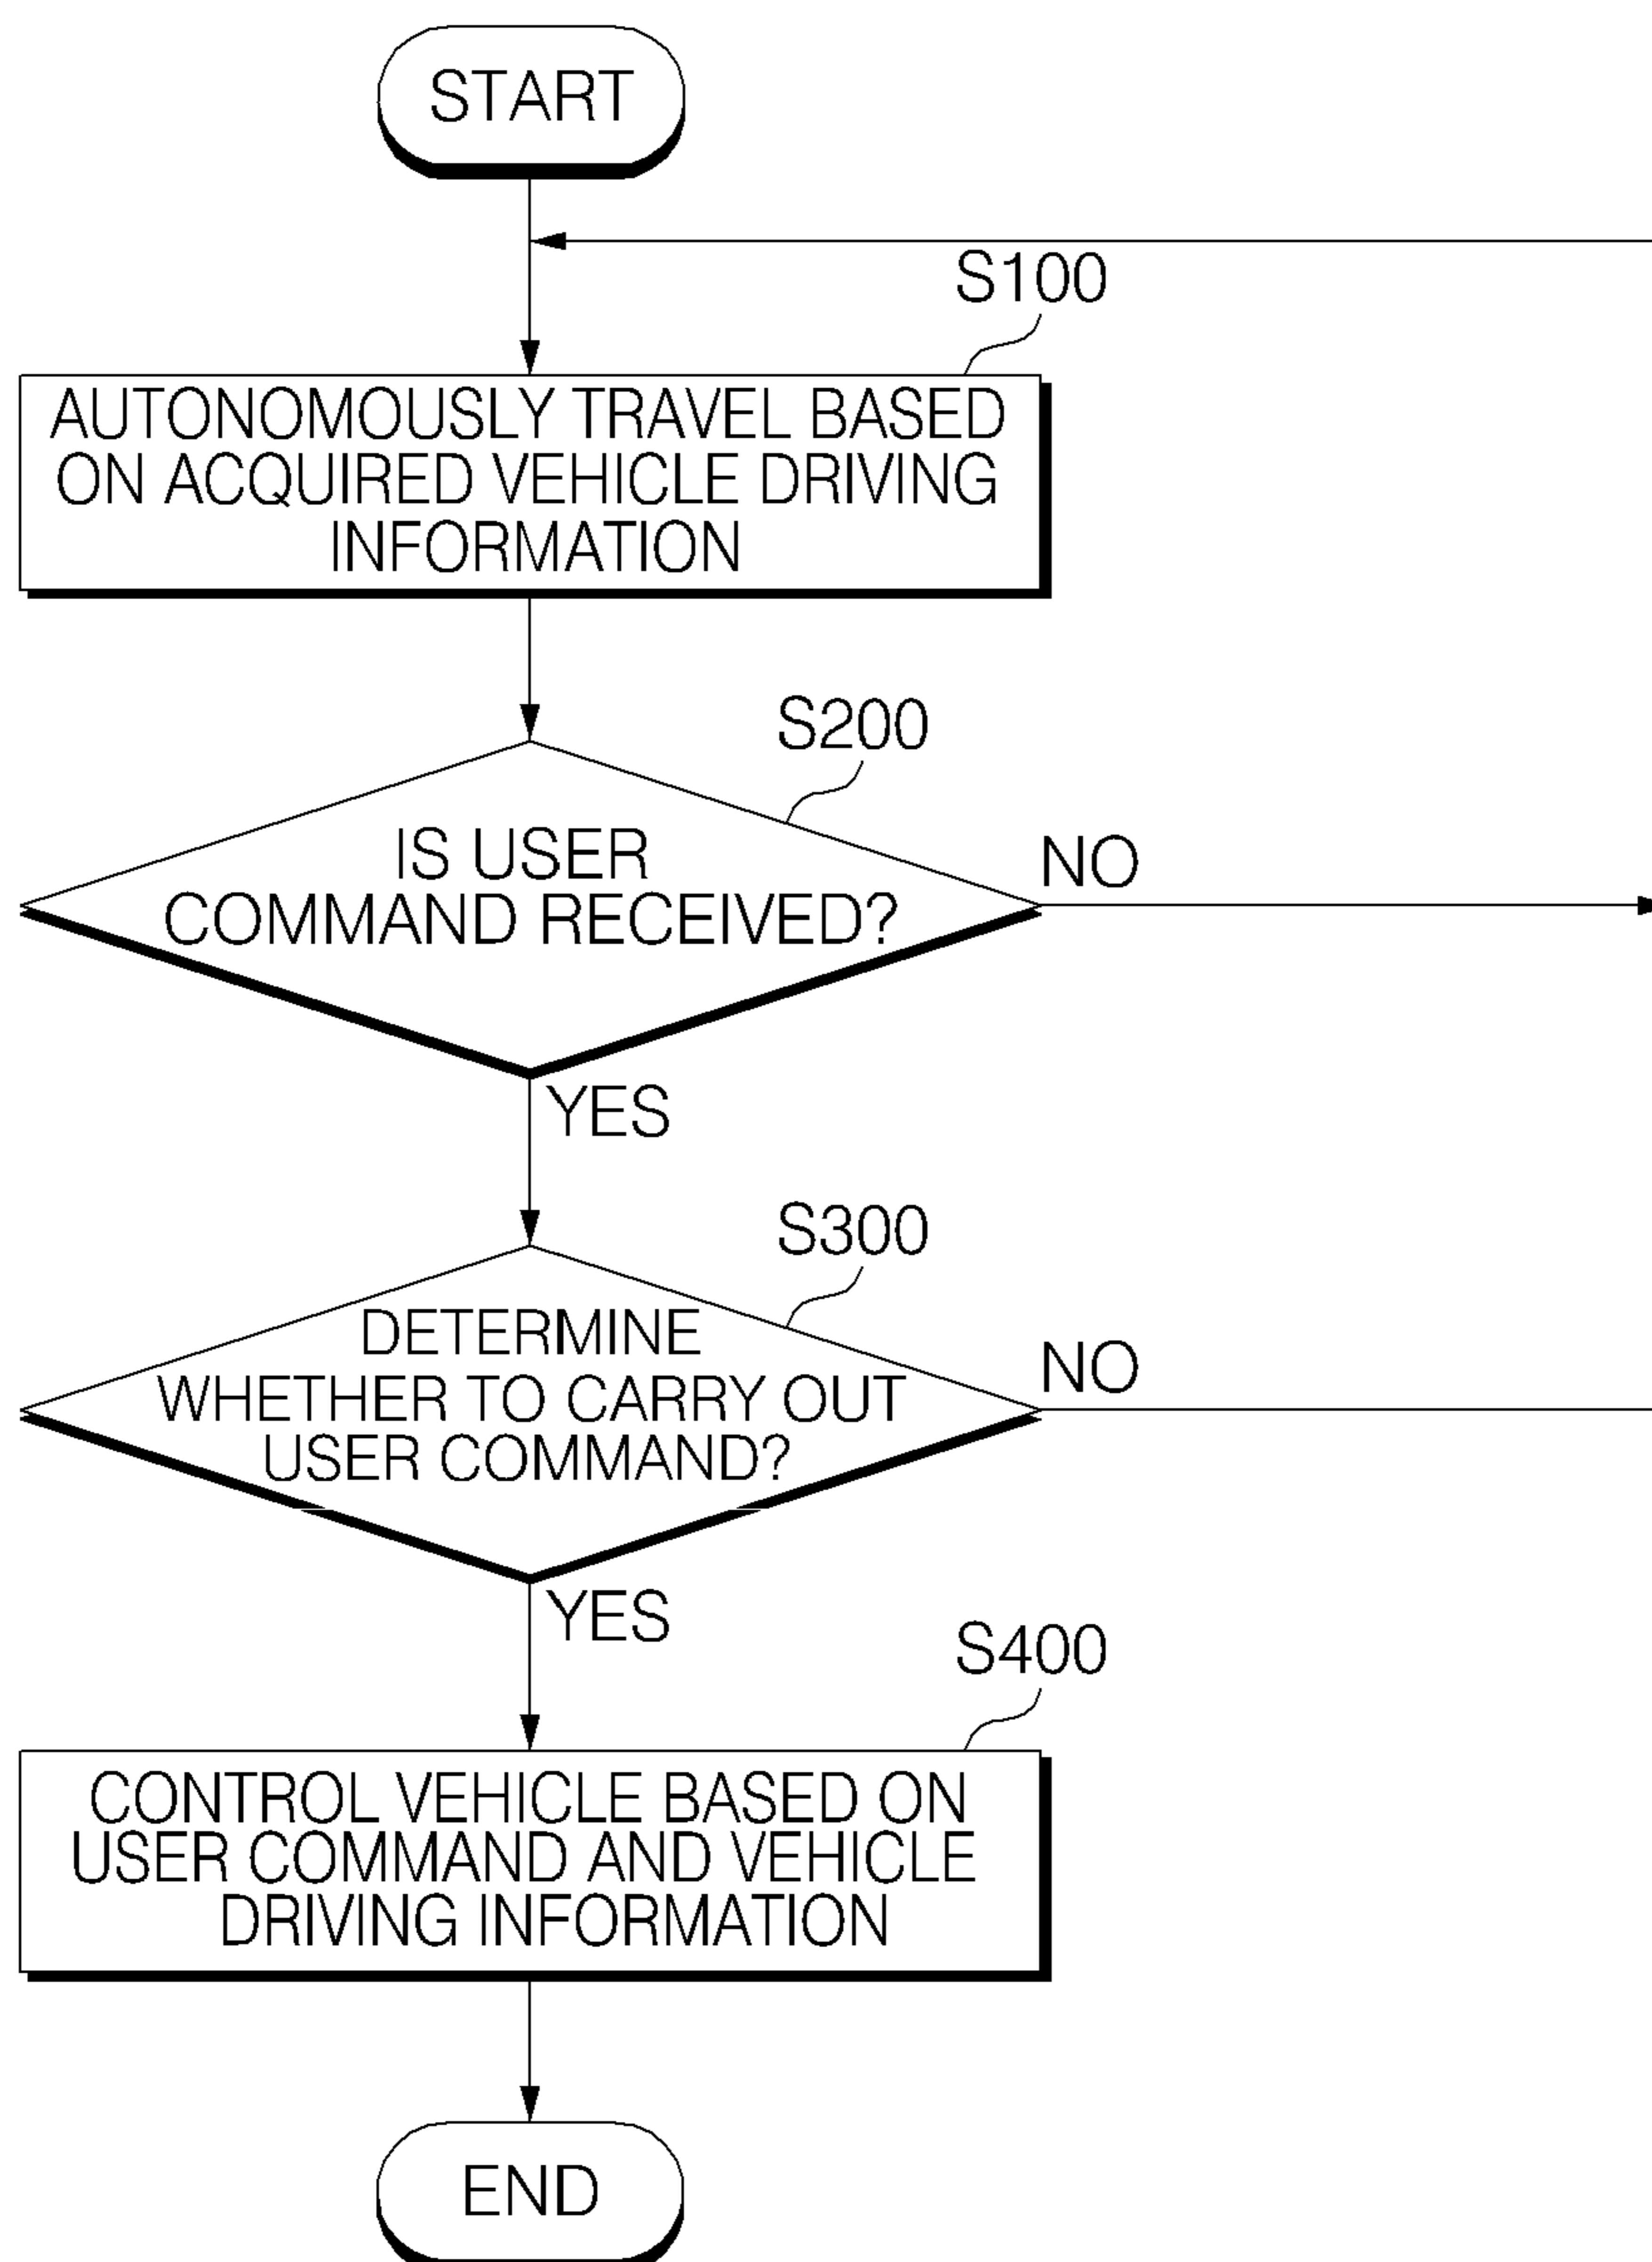 START
S100
AUTONOMOUSLY TRAVEL BASED
ON ACQUIRED VEHICLE DRIVING
INFORMATION
S200
IS USER
COMMAND RECEIVED?
NO
YES
S300
DETERMINE
WHETHER TO CARRY OUT
USER COMMAND?
NO
YES
S400
CONTROL VEHICLE BASED ON
USER COMMAND AND VEHICLE
DRIVING INFORMATION
END